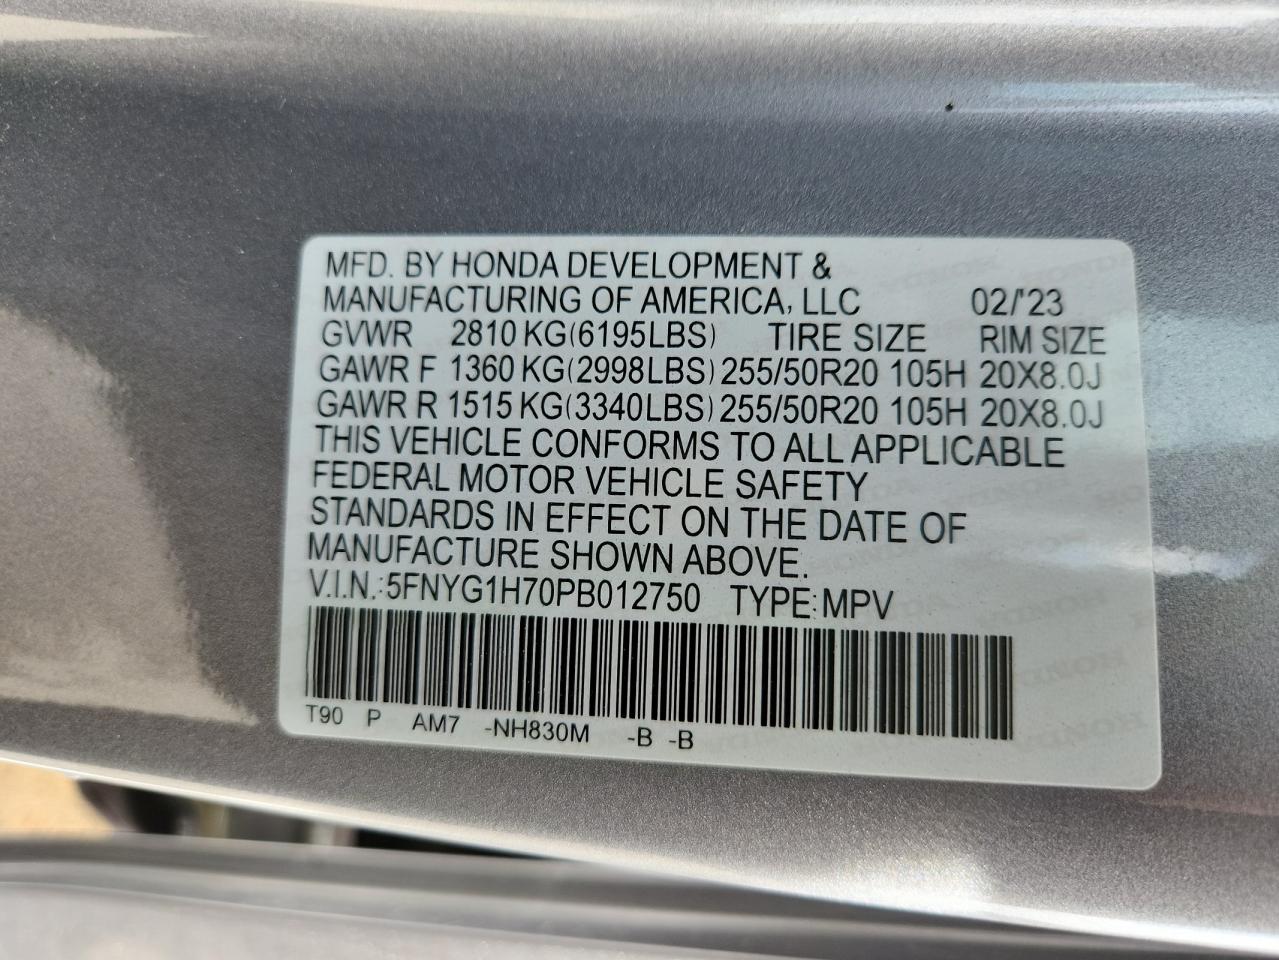 MFD. BY HONDA DEVELOPMENT &
MANUFACTURING OF AMERICA, LLC 02/'23
GVWR 2810 KG(6195LBS) TIRE SIZE RIM SIZE
GAWR F 1360 KG(2998LBS) 255/50R20 105H 20X8.0J
GAWR R 1515 KG(3340LBS) 255/50R20 105H 20X8.0J
THIS VEHICLE CONFORMS TO ALL APPLICABLE
FEDERAL MOTOR VEHICLE SAFETY
STANDARDS IN EFFECT ON THE DATE OF
MANUFACTURE SHOWN ABOVE.
V.I.N.:5FNYG1H70PB012750 TYPE:MPV
T90 P AM7 -NH830M -B -B